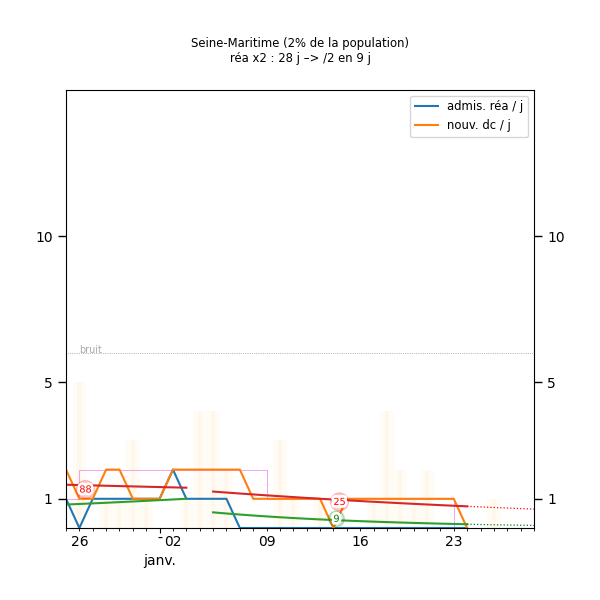 Seine-Maritime (2% de la population)
réa x2 : 28 j –> /2 en 9 j
admis. réa / j
nouv. dc / j
10 10
bruit
5 5
88
25
1 1
9
26 02 09 16 23
janv.